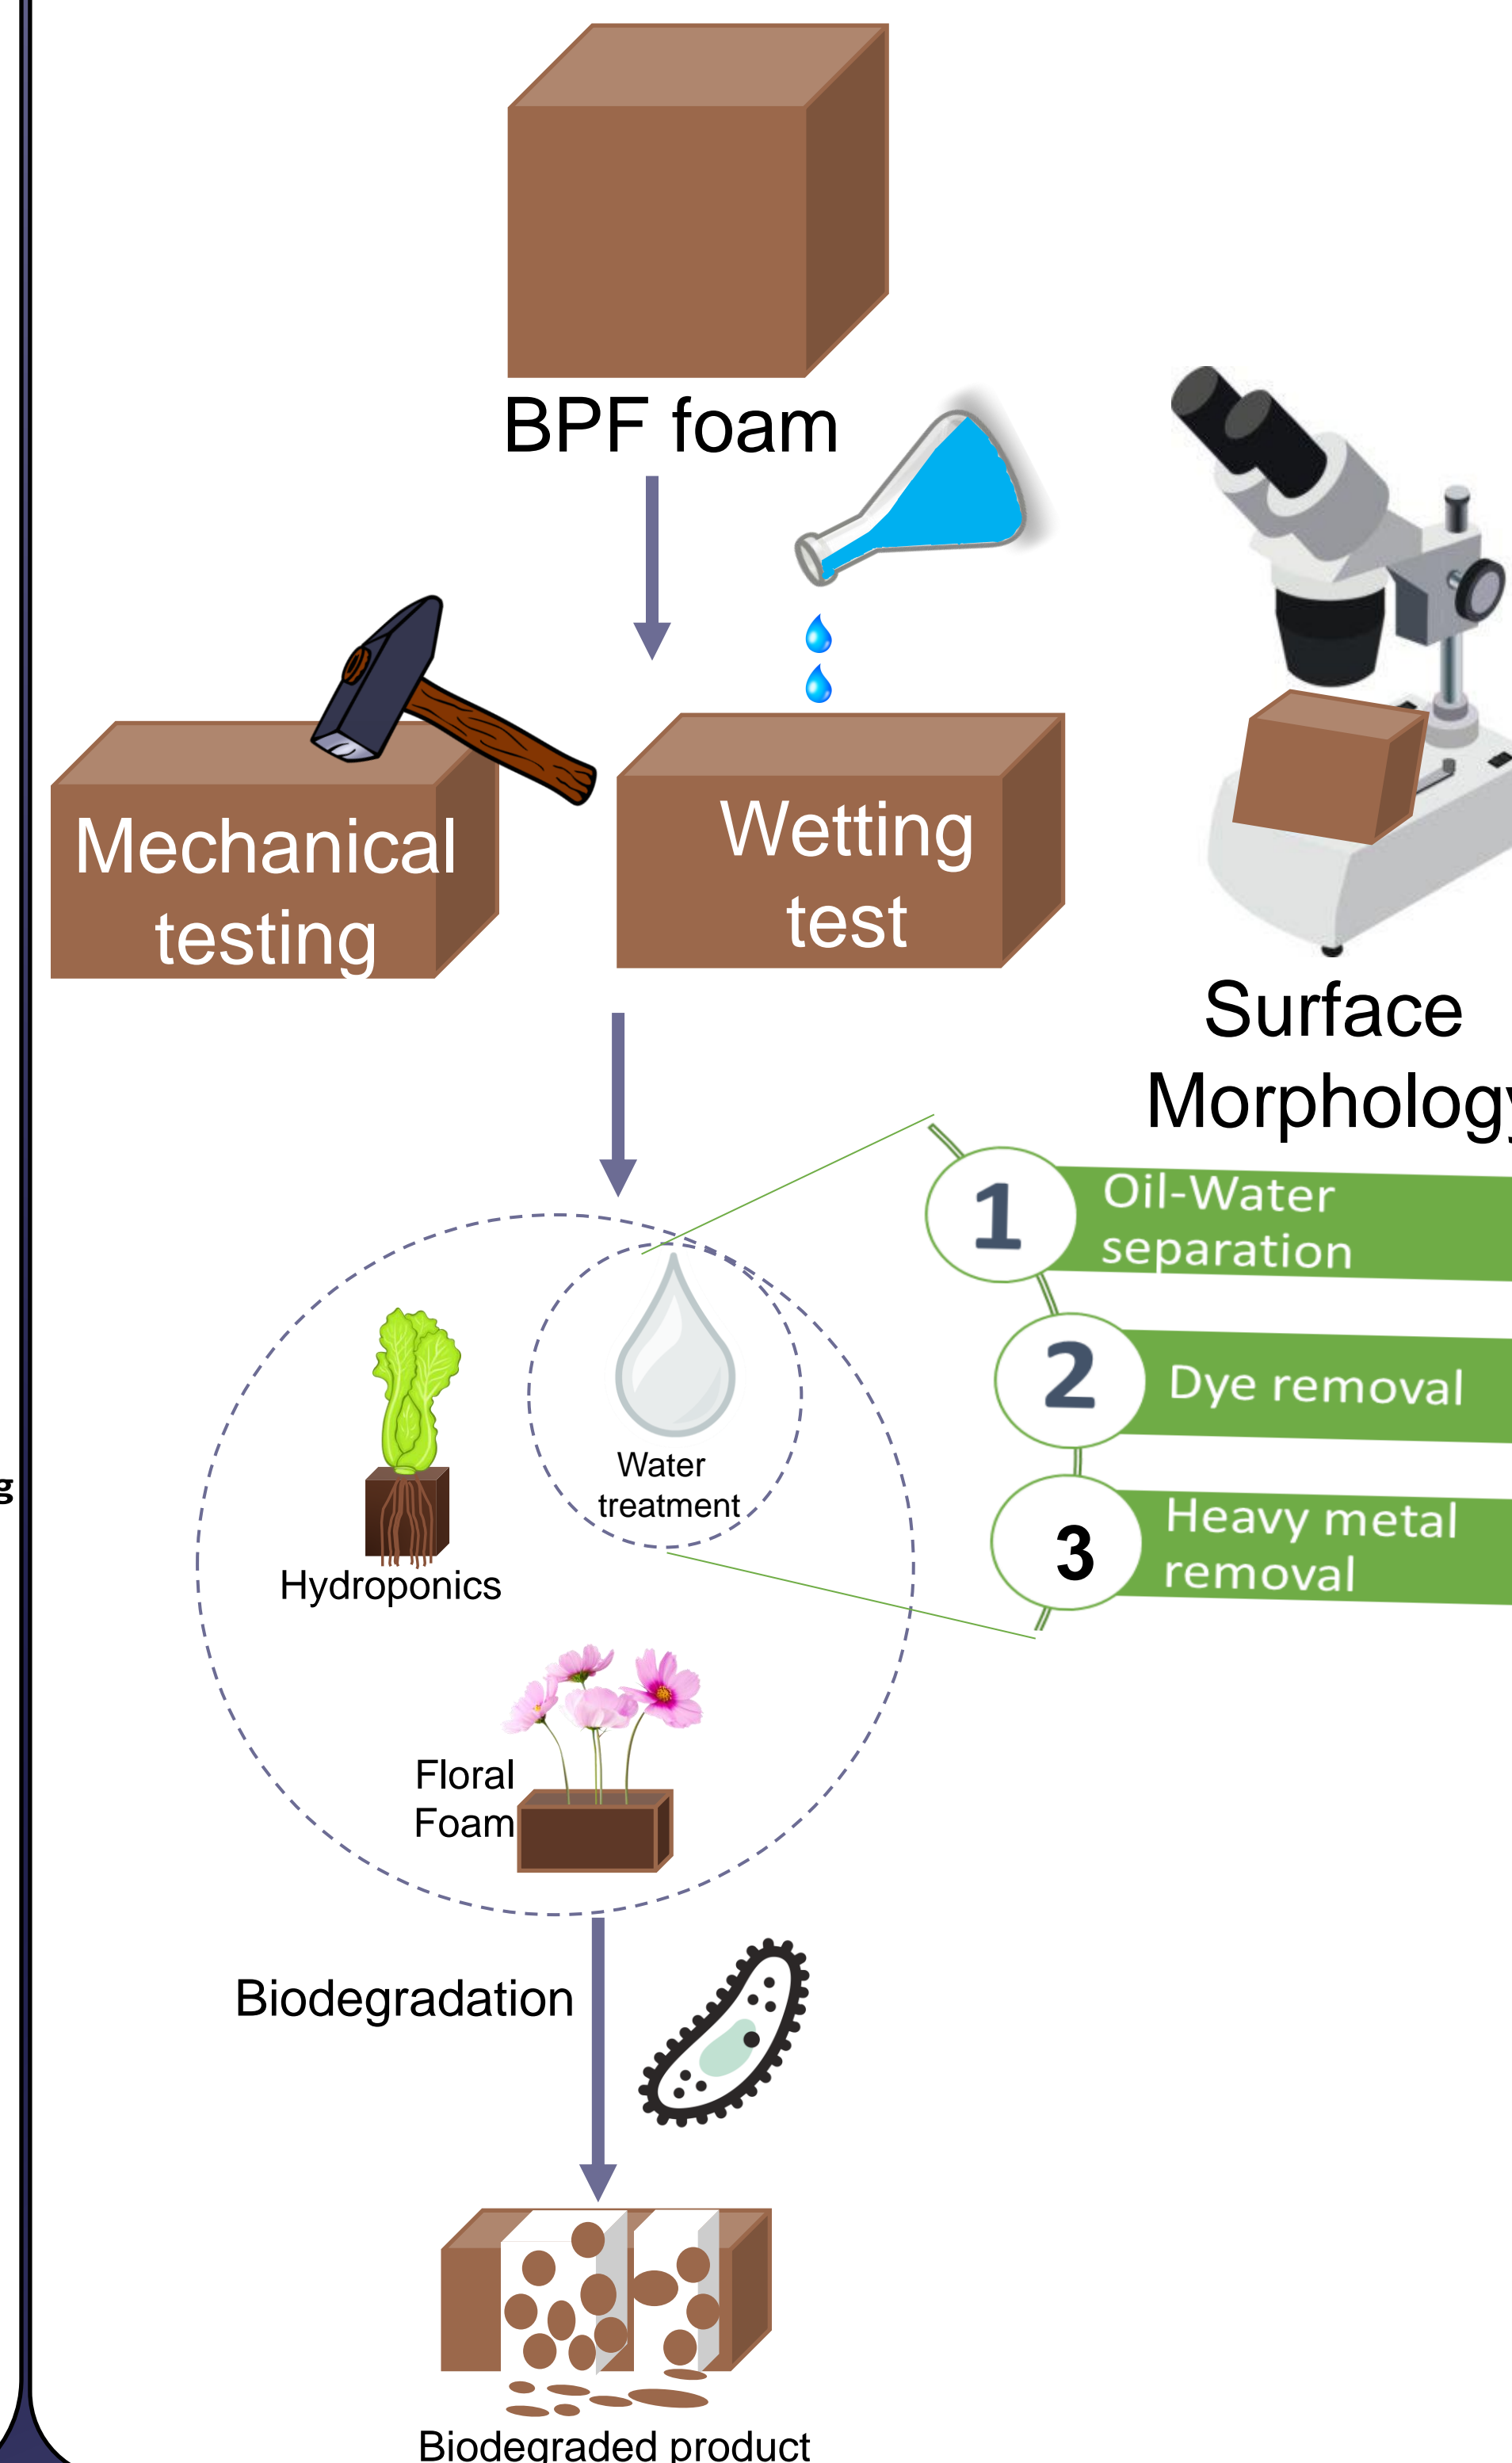 BPF foam
Mechanical
testing
Wetting
test
Surface
Morphology
1
Oil-Water
separation
2
Dye removal
3
Heavy metal
removal
Water
treatment
g
Hydroponics
Floral
Foam
Biodegradation
Biodegraded product